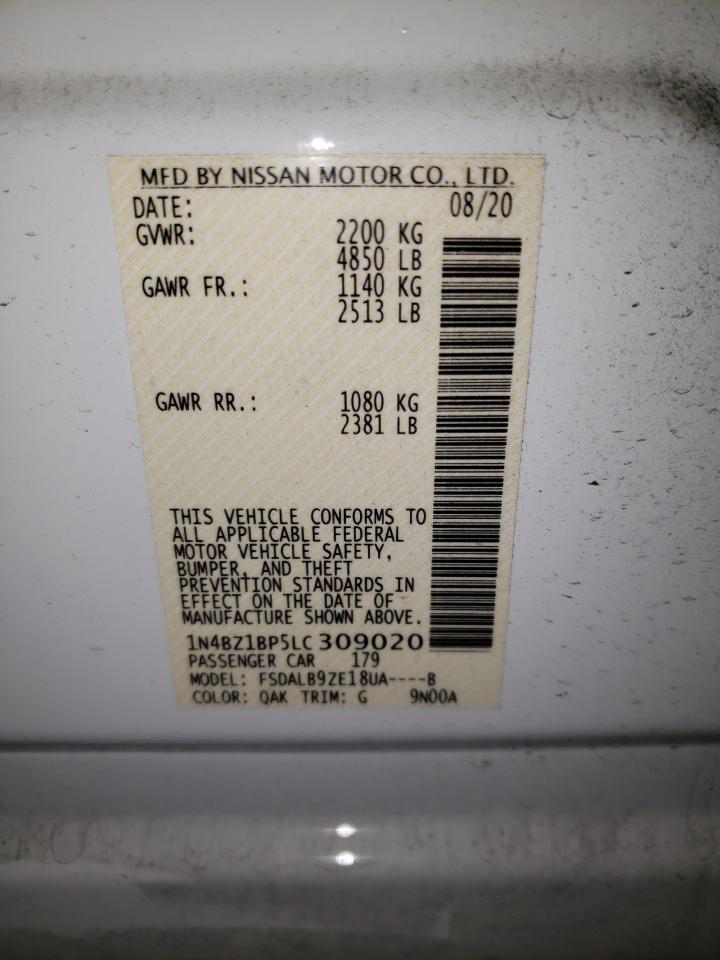 MFD BY NISSAN MOTOR CO., LTD.
DATE: 08/20
GVWR: 2200 KG
4850 LB
GAWR FR.: 1140 KG
2513 LB
GAWR RR.: 1080 KG
2381 LB
THIS VEHICLE CONFORMS TO
ALL APPLICABLE FEDERAL
MOTOR VEHICLE SAFETY,
BUMPER, AND THEFT
PREVENTION STANDARDS IN
EFFECT ON THE DATE OF
MANUFACTURE SHOWN ABOVE.
1N4BZ1BP5LC309020
PASSENGER CAR 179
MODEL: FSDALB9ZE18UA----B
COLOR: QAK TRIM: G 9N00A